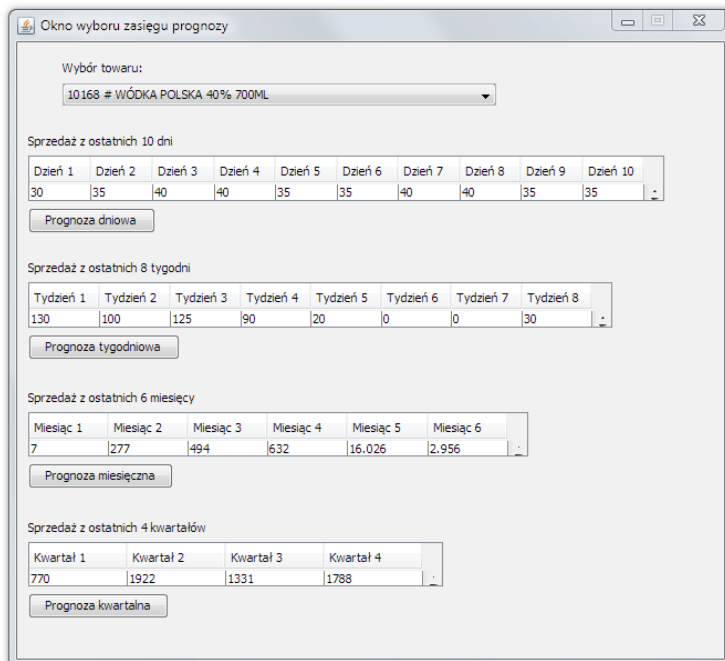 Okno wyboru zasięgu prognozy
Wybór towaru:
10168 # WÓDKA POLSKA 40% 700ML
Sprzedaż z ostatnich 10 dni
Dzień 1 Dzień 2 Dzień 3 Dzień 4 Dzień 5 Dzień 6 Dzień 7 Dzień 8 Dzień 9 Dzień 10
30 35 40 40 35 35 40 40 35 35
Prognoza dniowa
Sprzedaż z ostatnich 8 tygodni
Tydzień 1 Tydzień 2 Tydzień 3 Tydzień 4 Tydzień 5 Tydzień 6 Tydzień 7 Tydzień 8
130 100 125 90 20 0 0 30
Prognoza tygodniowa
Sprzedaż z ostatnich 6 miesięcy
Miesiąc 1 Miesiąc 2 Miesiąc 3 Miesiąc 4 Miesiąc 5 Miesiąc 6
7 277 494 632 16.026 2.956
Prognoza miesięczna
Sprzedaż z ostatnich 4 kwartałów
Kwartał 1 Kwartał 2 Kwartał 3 Kwartał 4
770 1922 1331 1788
Prognoza kwartalna